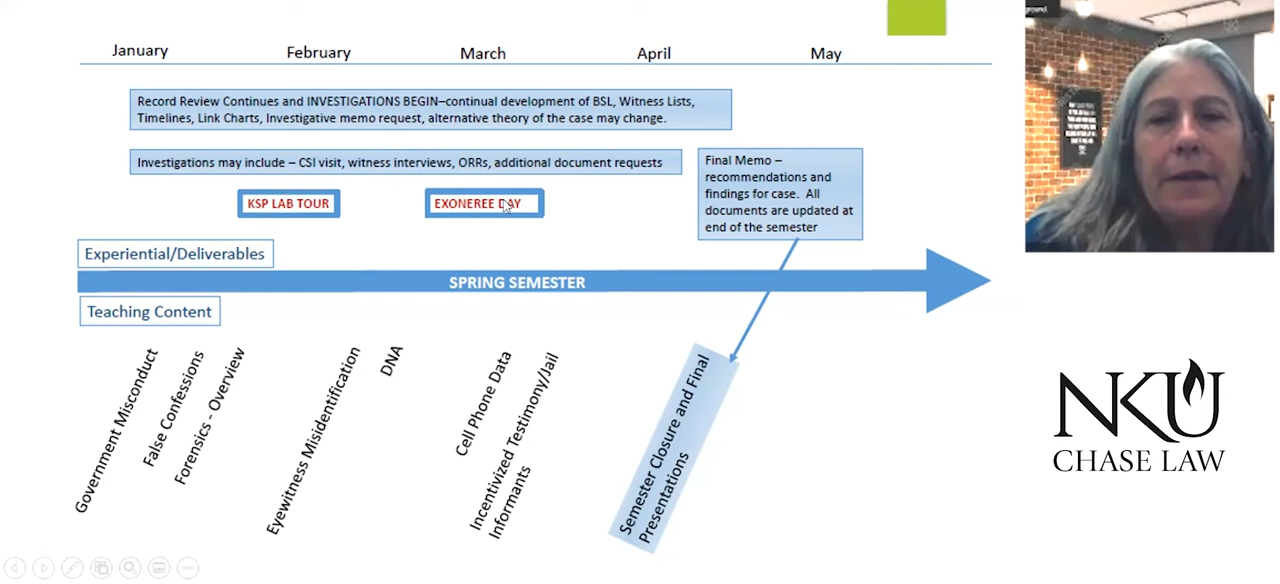 ground.
January
February
March
April
May
Record Review Continues and INVESTIGATIONS BEGIN–continual development of BSL, Witness Lists,
Timelines, Link Charts, Investigative memo request, alternative theory of the case may change.
Investigations may include – CSI visit, witness interviews, ORRs, additional document requests
Final Memo –
recommendations and
findings for case. All
documents are updated at
end of the semester
KSP LAB TOUR
EXONEREE DAY
Experiential/Deliverables
SPRING SEMESTER
Teaching Content
Government Misconduct
False Confessions
Forensics - Overview
Eyewitness Misidentification
DNA
Cell Phone Data
Incentivized Testimony/Jail
Informants
Semester Closure and Final
Presentations
NKU
CHASE LAW